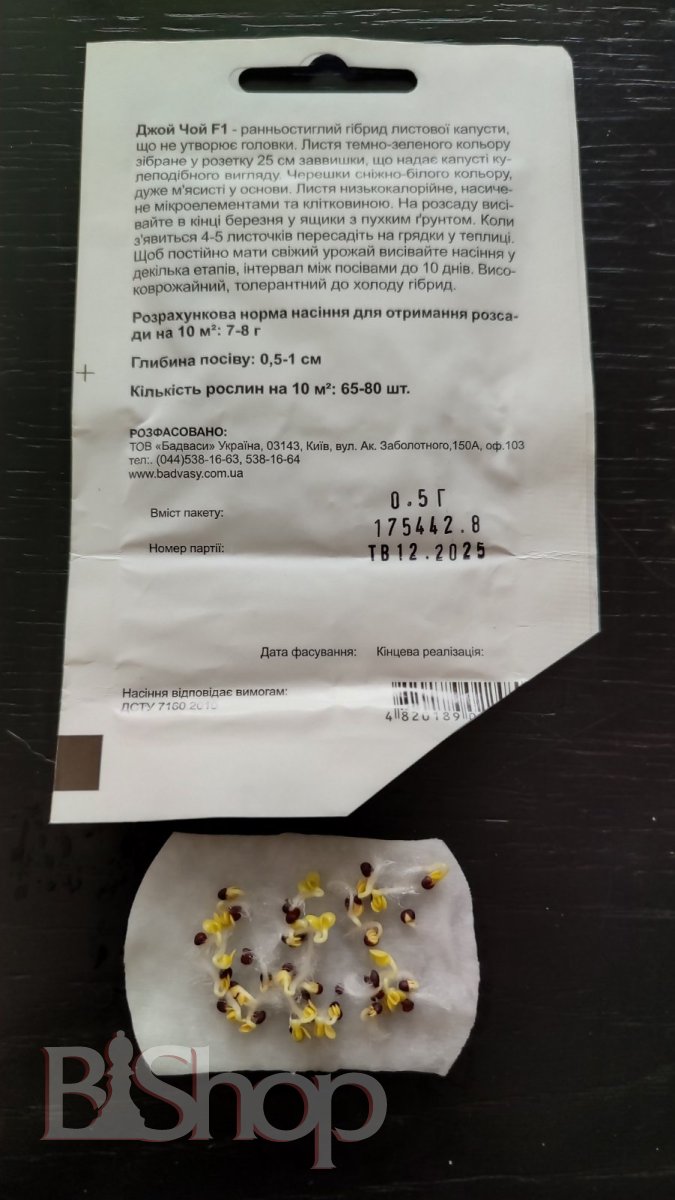 Джой Чой F1 - ранньостиглий гібрид листової капусти,
що не утворює головки. Листя темно-зеленого кольору
зібране у розетку 25 см заввишки, що надає капусті ку-
леподібного вигляду. Черешки сніжно-білого кольору,
дуже м'ясисті у основи. Листя низькокалорійне, насиче-
не мікроелементами та клітковиною. На розсаду висі-
вайте в кінці березня у ящики з пухким ґрунтом. Коли
з'явиться 4-5 листочків пересадіть на грядки у теплиці.
Щоб постійно мати свіжий урожай висівайте насіння у
декілька етапів, інтервал між посівами до 10 днів. Висо-
коврожайний, толерантний до холоду гібрид.
Розрахункова норма насіння для отримання розса-
ди на 10 м²: 7-8 г
Глибина посіву: 0,5-1 см
Кількість рослин на 10 м²: 65-80 шт.
РОЗФАСОВАНО:
ТОВ «Бадваси» Україна, 03143, Київ, вул. Ак. Заболотного,150А, оф.103
тел:. (044)538-16-63, 538-16-64
www.badvasy.com.ua
Вміст пакету: 0.5Г
175442.8
Номер партії: ТВ12.2025
Дата фасування: Кінцева реалізація:
Насіння відповідає вимогам:
ДСТУ 7160
4 820189
BiShop